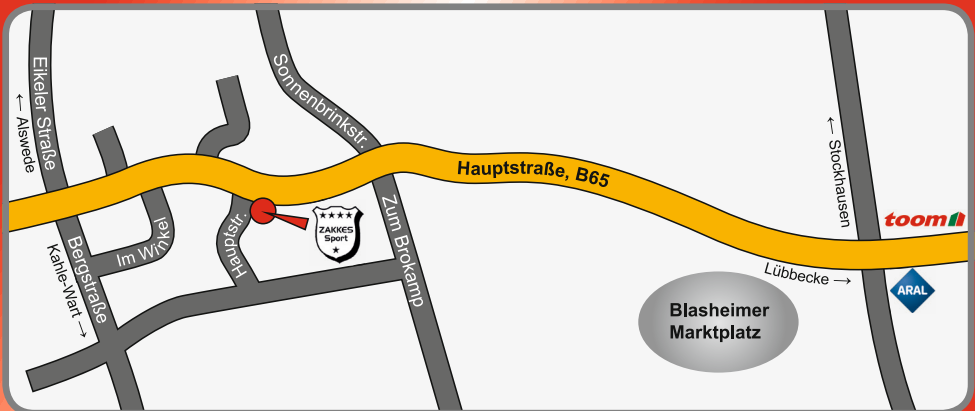 Eikeler Straße
← Alswede
Sonnenbrinkstr.
Hauptstraße, B65
← Stockhausen
toom
Im Winkel
Hauptstr.
★★★★
ZAKKES
Sport
★
Zum Brokamp
Bergstraße
Kahle-Wart →
Lübbecke →
ARAL
Blasheimer
Marktplatz